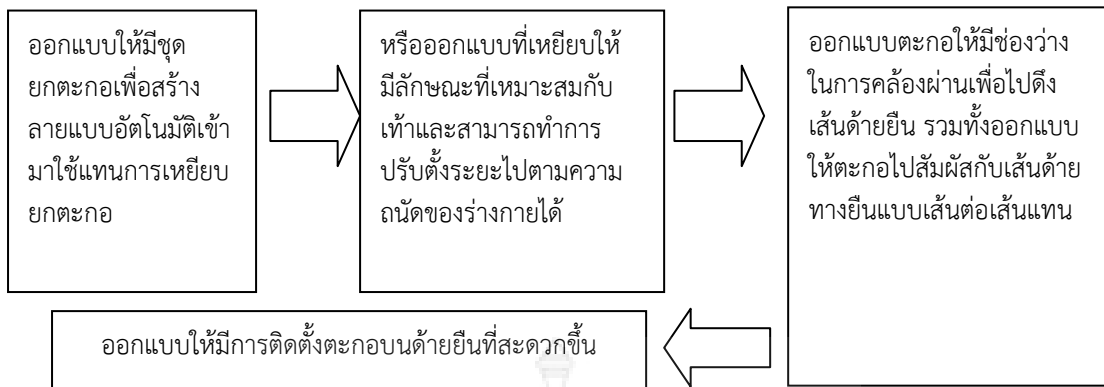 ออกแบบให้มีชุด
ยกตะกอเพื่อสร้าง
ลายแบบอัตโนมัติเข้า
มาใช้แทนการเหยียบ
ยกตะกอ
หรือออกแบบที่เหยียบให้
มีลักษณะที่เหมาะสมกับ
เท้าและสามารถทำการ
ปรับตั้งระยะไปตามความ
ถนัดของร่างกายได้
ออกแบบตะกอให้มีช่องว่าง
ในการคล้องผ่านเพื่อไปดึง
เส้นด้ายยืน รวมทั้งออกแบบ
ให้ตะกอไปสัมผัสกับเส้นด้าย
ทางยืนแบบเส้นต่อเส้นแทน
ออกแบบให้มีการติดตั้งตะกอบนด้ายยืนที่สะดวกขึ้น